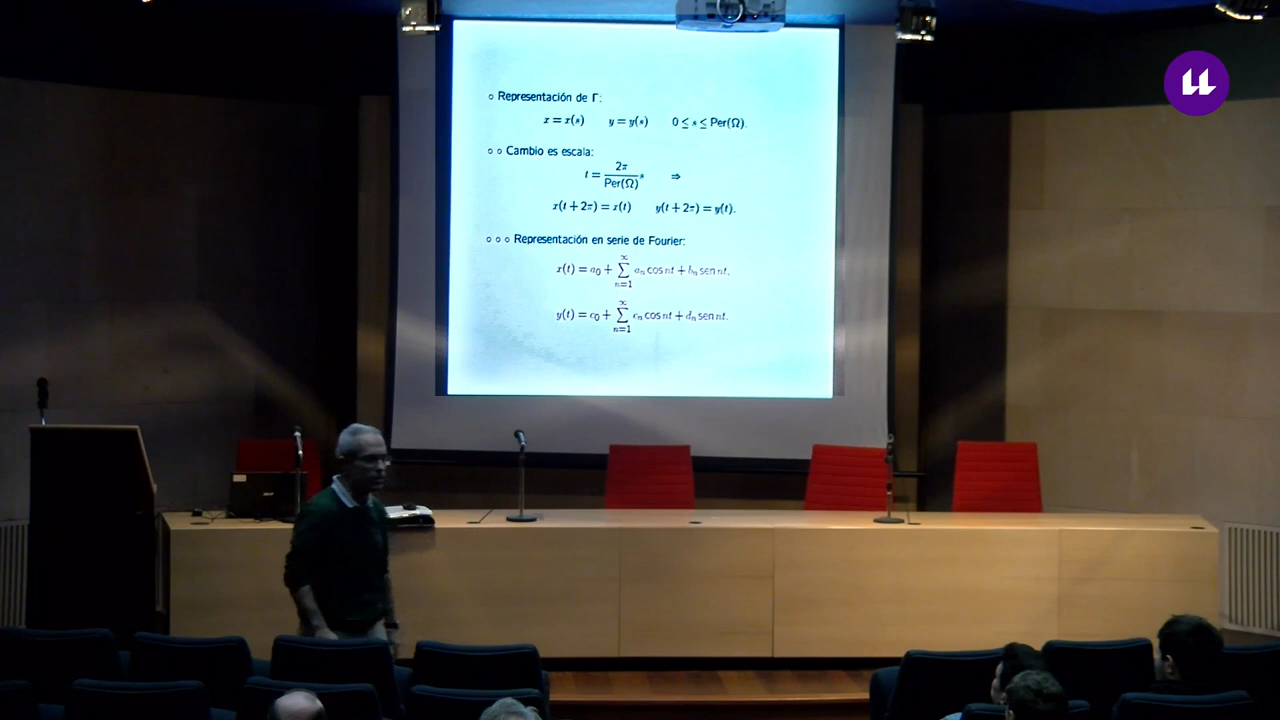 ∘ Representación de Γ:
x = x(s) y = y(s) 0 ≤ s ≤ Per(Ω).
∘ ∘ Cambio es escala:
t = 2π/Per(Ω) s ⇒
x(t + 2π) = x(t) y(t + 2π) = y(t).
∘ ∘ ∘ Representación en serie de Fourier:
x(t) = a₀ + ∑_{n=1}^{∞} aₙ cos nt + bₙ sen nt.
y(t) = c₀ + ∑_{n=1}^{∞} cₙ cos nt + dₙ sen nt.